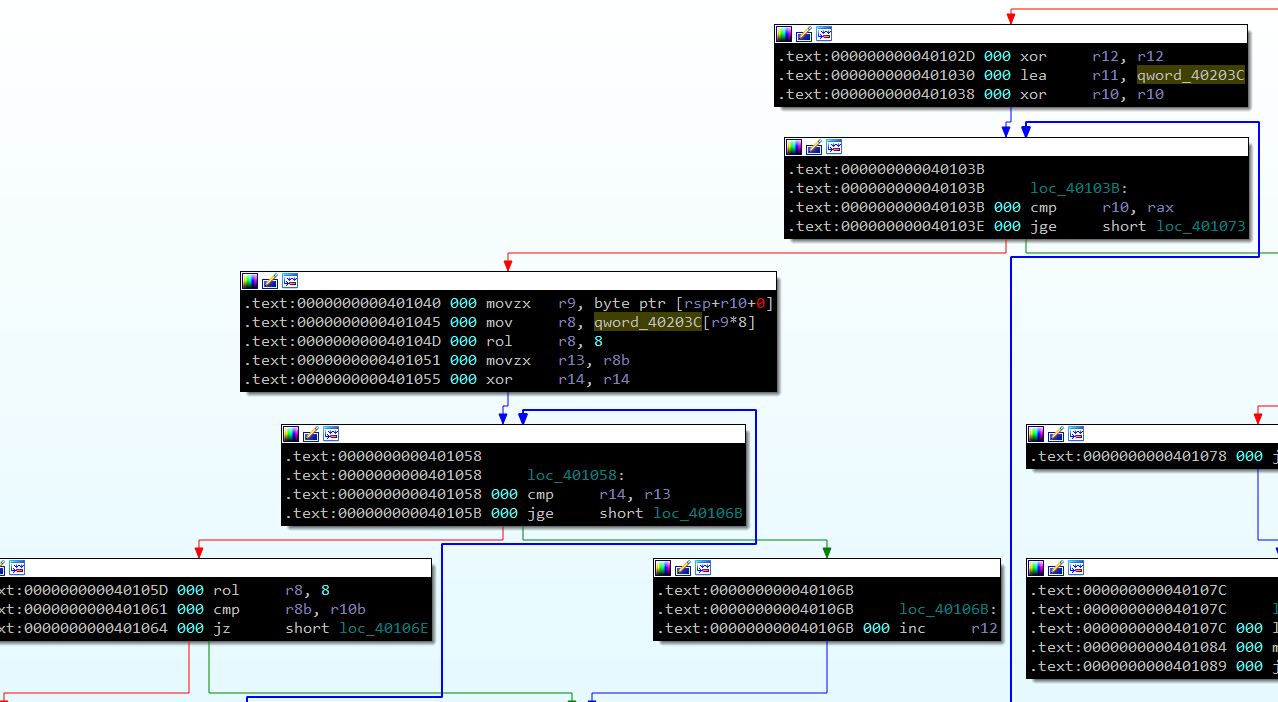 .text:000000000040102D 000 xor r12, r12
.text:0000000000401030 000 lea r11, qword_40203C
.text:0000000000401038 000 xor r10, r10
.text:000000000040103B
.text:000000000040103B loc_40103B:
.text:000000000040103B 000 cmp r10, rax
.text:000000000040103E 000 jge short loc_401073
.text:0000000000401040 000 movzx r9, byte ptr [rsp+r10+0]
.text:0000000000401045 000 mov r8, qword_40203C[r9*8]
.text:000000000040104D 000 rol r8, 8
.text:0000000000401051 000 movzx r13, r8b
.text:0000000000401055 000 xor r14, r14
.text:0000000000401058
.text:0000000000401058 loc_401058:
.text:0000000000401058 000 cmp r14, r13
.text:000000000040105B 000 jge short loc_40106B
.text:0000000000401078 000 j
xt:000000000040105D 000 rol r8, 8
xt:0000000000401061 000 cmp r8b, r10b
xt:0000000000401064 000 jz short loc_40106E
.text:000000000040106B
.text:000000000040106B loc_40106B:
.text:000000000040106B 000 inc r12
.text:000000000040107C
.text:000000000040107C l
.text:000000000040107C 000 l
.text:0000000000401084 000 m
.text:0000000000401089 000 j